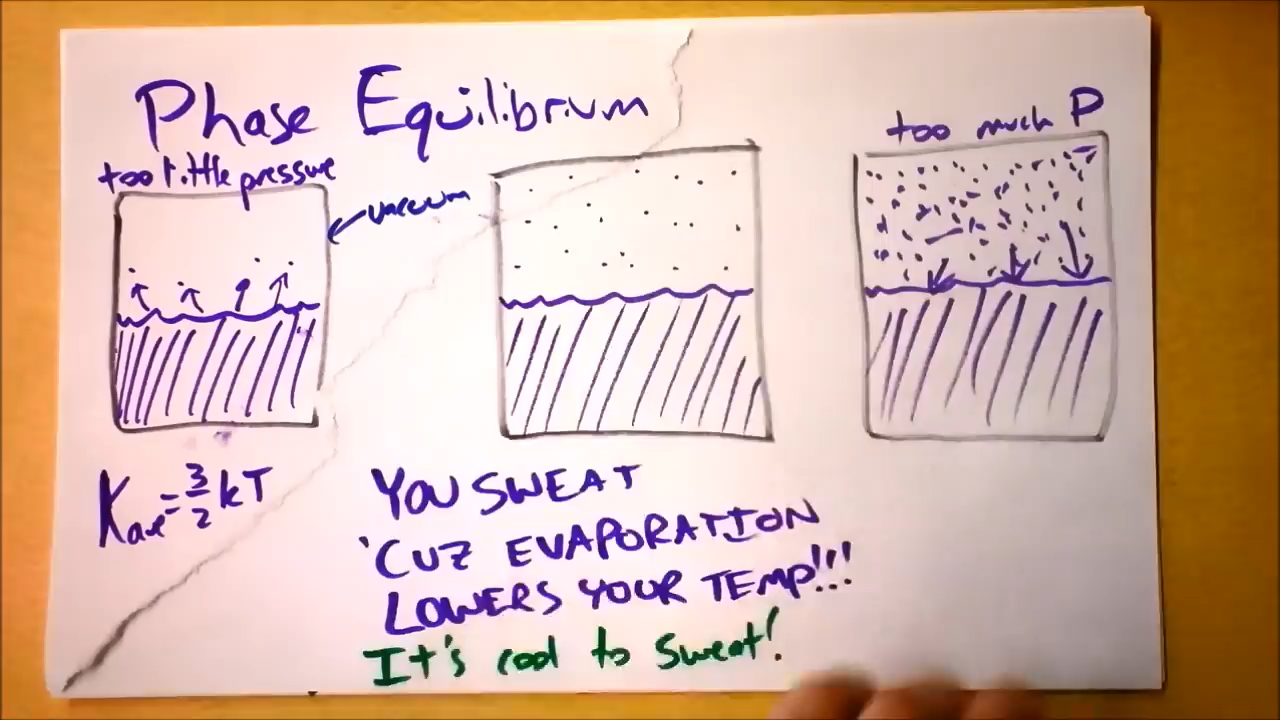 Phase Equilibrium
too little pressure
vacuum
too much P
Kave = 3/2 kT
YOU SWEAT
'CUZ EVAPORATION
LOWERS YOUR TEMP!!!
It's cool to sweat!